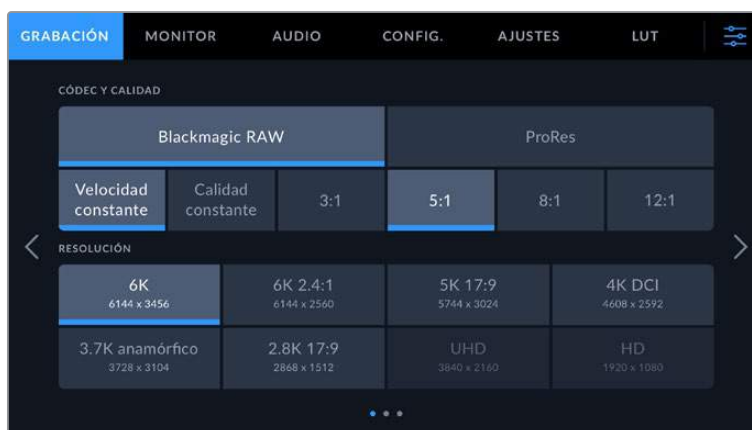 GRABACIÓN MONITOR AUDIO CONFIG. AJUSTES LUT
CÓDEC Y CALIDAD
Blackmagic RAW ProRes
Velocidad constante Calidad constante 3:1 5:1 8:1 12:1
RESOLUCIÓN
6K 6K 2.4:1 5K 17:9 4K DCI
6144 x 3456 6144 x 2560 5744 x 3024 4608 x 2592
3.7K anamórfico 2.8K 17:9 UHD HD
3728 x 3104 2868 x 1512 3840 x 2160 1920 x 1080